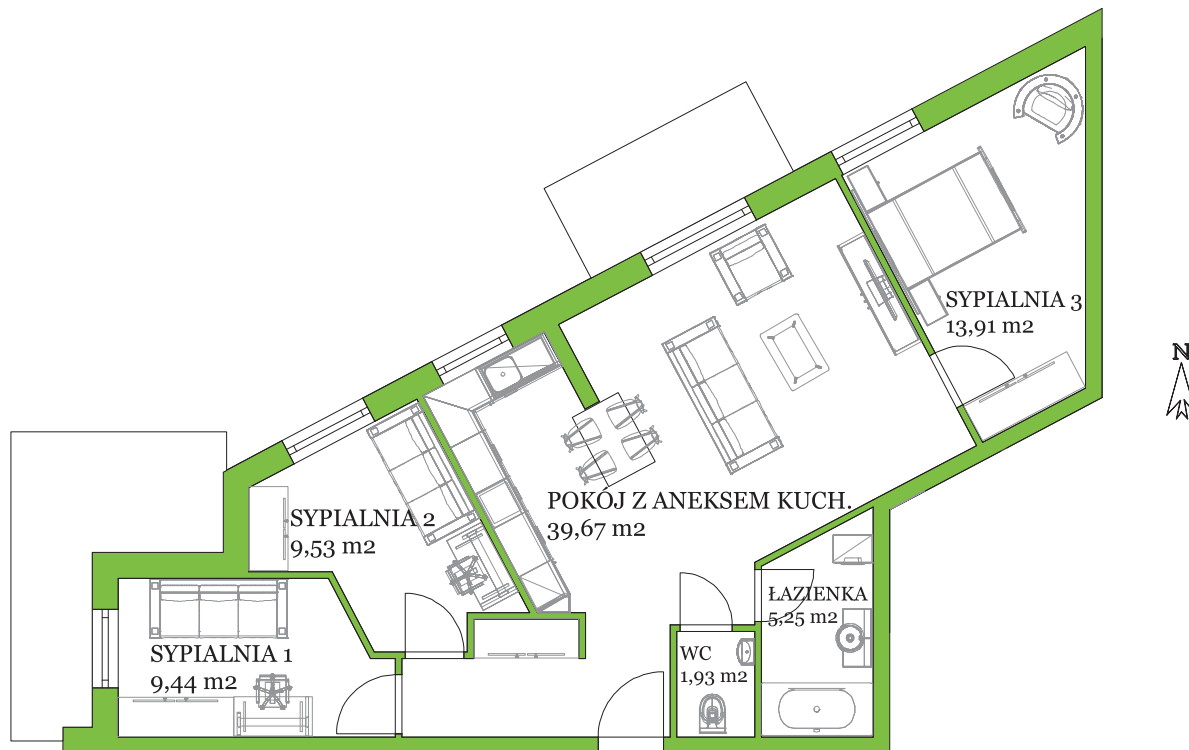 SYPIALNIA 3
13,91 m2
N
POKÓJ Z ANEKSEM KUCH.
39,67 m2
SYPIALNIA 2
9,53 m2
ŁAZIENKA
5,25 m2
SYPIALNIA 1
9,44 m2
WC
1,93 m2